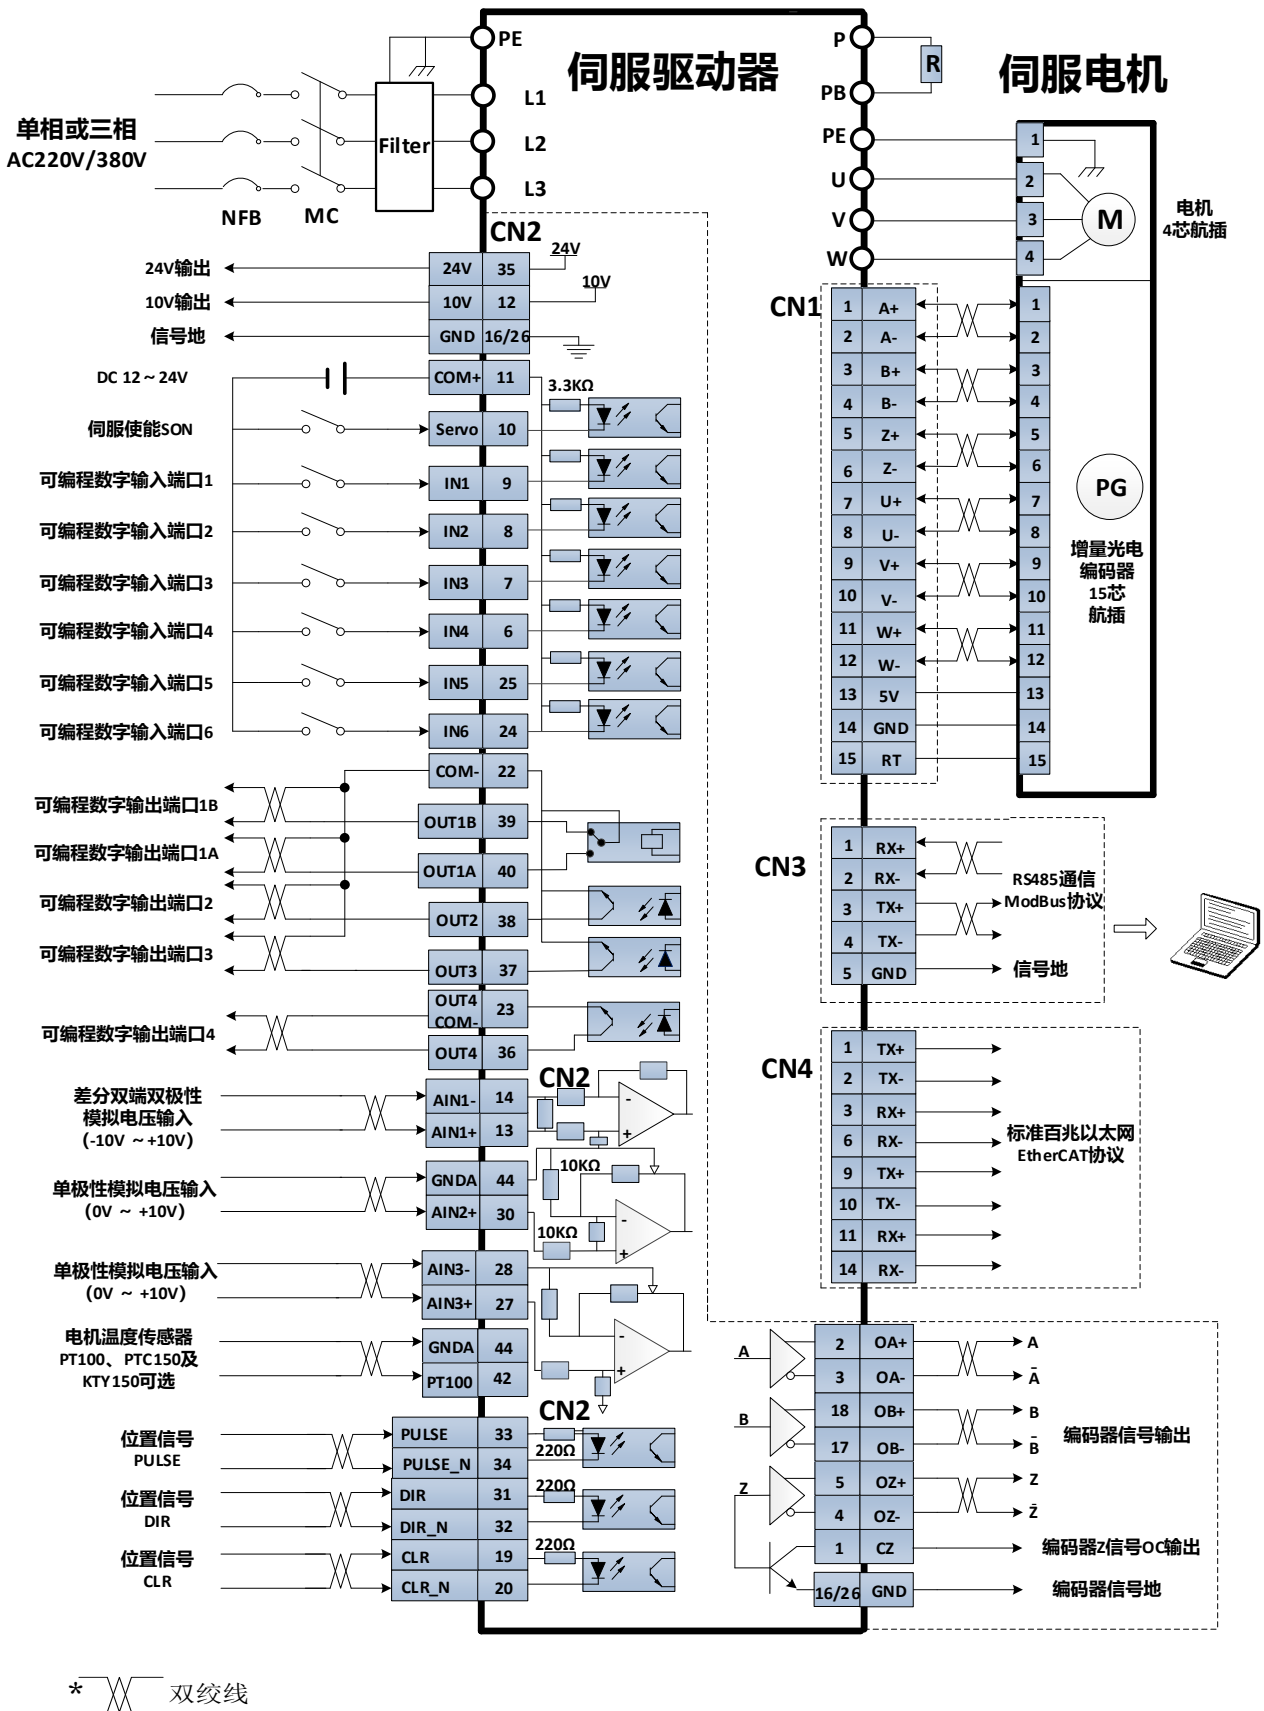 伺服驱动器
伺服电机
PE
L1
L2
L3
单相或三相
AC220V/380V
NFB
MC
Filter
P
PB
R
PE
U
V
W
1
2
3
4
M
电机
4芯航插
CN2
24V输出
24V 35
24V
10V输出
10V 12
10V
信号地
GND 16/26
DC 12～24V
COM+ 11
3.3KΩ
伺服使能SON
Servo 10
可编程数字输入端口1
IN1 9
可编程数字输入端口2
IN2 8
可编程数字输入端口3
IN3 7
可编程数字输入端口4
IN4 6
可编程数字输入端口5
IN5 25
可编程数字输入端口6
IN6 24
COM- 22
可编程数字输出端口1B
OUT1B 39
可编程数字输出端口1A
OUT1A 40
可编程数字输出端口2
OUT2 38
可编程数字输出端口3
OUT3 37
OUT4 COM- 23
可编程数字输出端口4
OUT4 36
CN2
差分双端双极性
模拟电压输入
（-10V ～+10V）
AIN1- 14
AIN1+ 13
-
+
单极性模拟电压输入
（0V ～ +10V）
GNDA 44
AIN2+ 30
10KΩ
10KΩ
-
+
单极性模拟电压输入
（0V ～ +10V）
AIN3- 28
AIN3+ 27
-
+
电机温度传感器
PT100、PTC150及
KTY150可选
GNDA 44
PT100 42
CN2
位置信号
PULSE
PULSE 33
PULSE_N 34
220Ω
位置信号
DIR
DIR 31
DIR_N 32
220Ω
位置信号
CLR
CLR 19
CLR_N 20
220Ω
CN1
1 A+ 1
2 A- 2
3 B+ 3
4 B- 4
5 Z+ 5
6 Z- 6
7 U+ 7
8 U- 8
9 V+ 9
10 V- 10
11 W+ 11
12 W- 12
13 5V 13
14 GND 14
15 RT 15
PG
增量光电
编码器
15芯
航插
CN3
1 RX+
2 RX-
3 TX+
4 TX-
5 GND
RS485通信
ModBus协议
信号地
CN4
1 TX+
2 TX-
3 RX+
6 RX-
9 TX+
10 TX-
11 RX+
14 RX-
标准百兆以太网
EtherCAT协议
A
2 OA+ A
3 OA- Ā
B
18 OB+ B
17 OB- B̄
Z
5 OZ+ Z
4 OZ- Z̄
编码器信号输出
1 CZ
编码器Z信号OC输出
16/26 GND
编码器信号地
* 双绞线